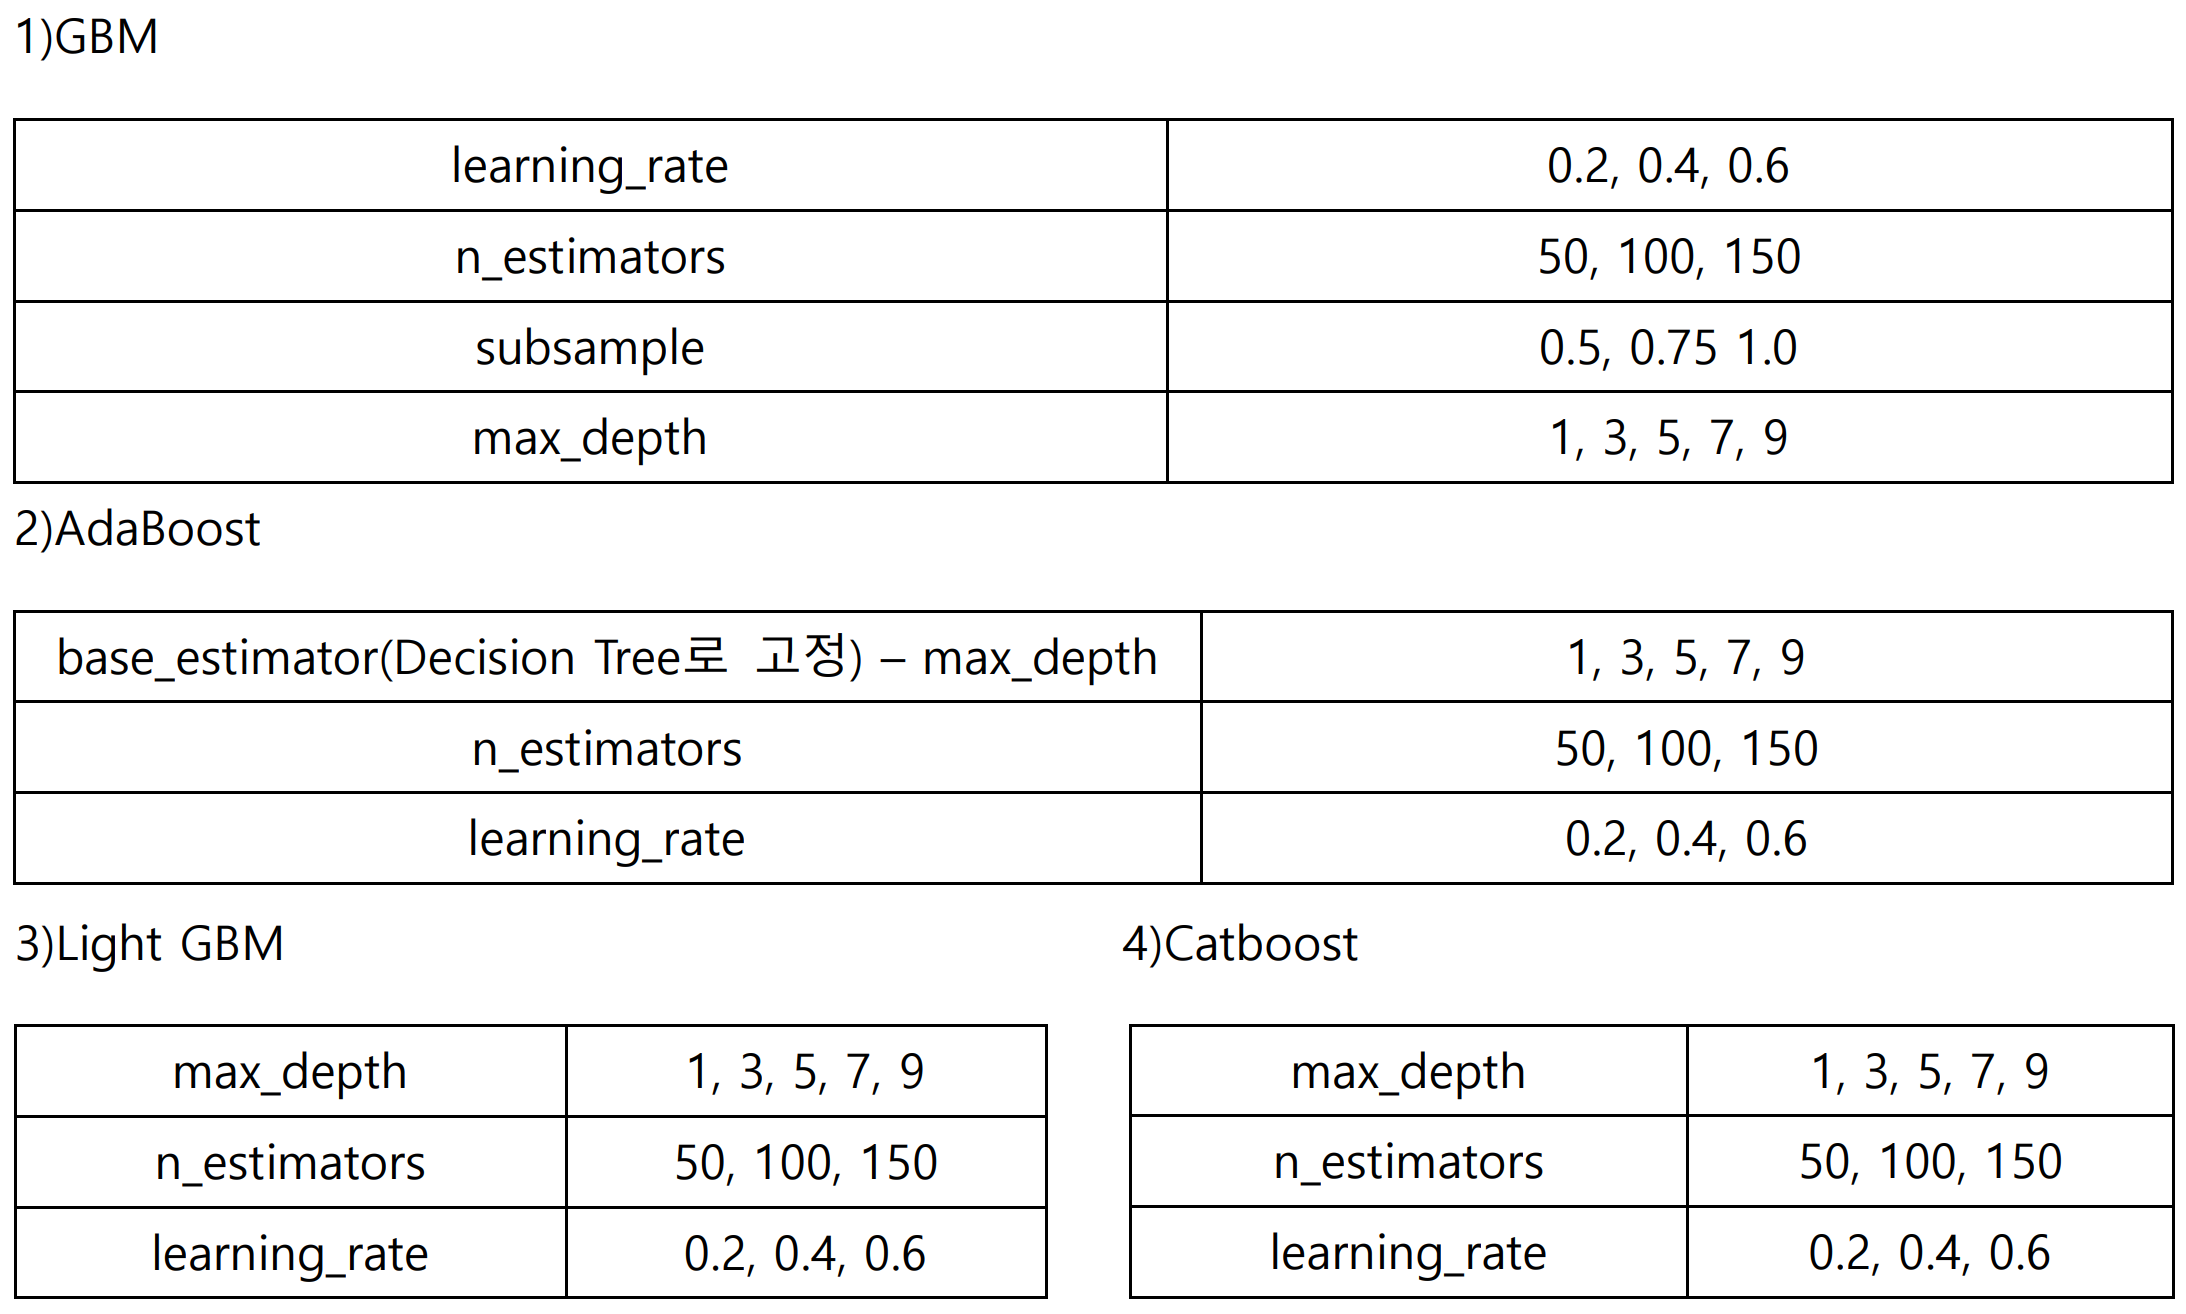 1)GBM
learning_rate 0.2, 0.4, 0.6
n_estimators 50, 100, 150
subsample 0.5, 0.75 1.0
max_depth 1, 3, 5, 7, 9
2)AdaBoost
base_estimator(Decision Tree로 고정) – max_depth 1, 3, 5, 7, 9
n_estimators 50, 100, 150
learning_rate 0.2, 0.4, 0.6
3)Light GBM
max_depth 1, 3, 5, 7, 9
n_estimators 50, 100, 150
learning_rate 0.2, 0.4, 0.6
4)Catboost
max_depth 1, 3, 5, 7, 9
n_estimators 50, 100, 150
learning_rate 0.2, 0.4, 0.6